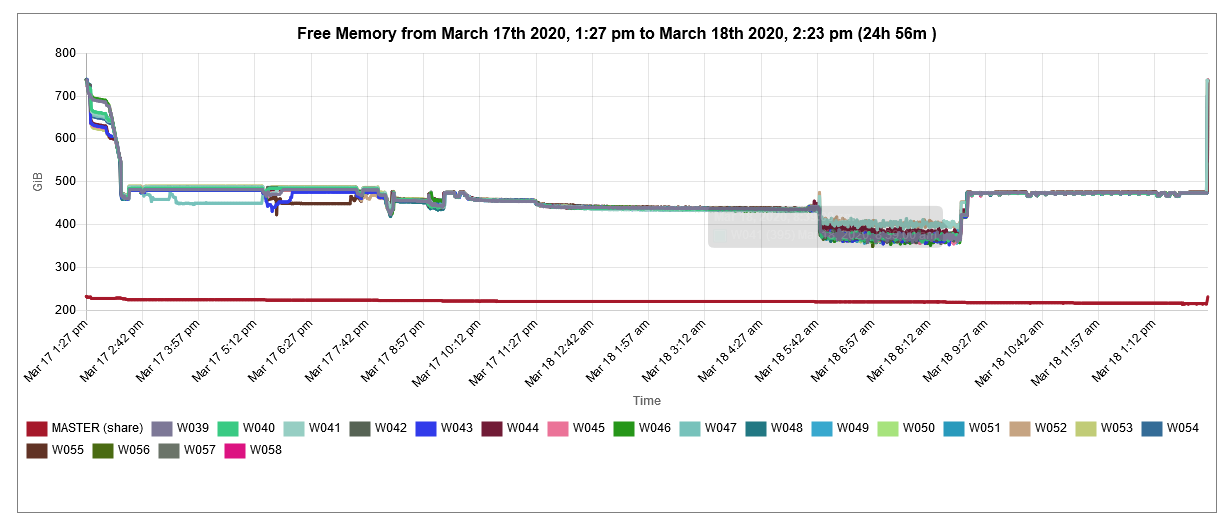 Free Memory from March 17th 2020, 1:27 pm to March 18th 2020, 2:23 pm (24h 56m )
800
700
600
500
400
300
200
GiB
Mar 17 1:27 pm
Mar 17 2:42 pm
Mar 17 3:57 pm
Mar 17 5:12 pm
Mar 17 6:27 pm
Mar 17 7:42 pm
Mar 17 8:57 pm
Mar 17 10:12 pm
Mar 17 11:27 pm
Mar 18 12:42 am
Mar 18 1:57 am
Mar 18 3:12 am
Mar 18 4:27 am
Mar 18 5:42 am
Mar 18 6:57 am
Mar 18 8:12 am
Mar 18 9:27 am
Mar 18 10:42 am
Mar 18 11:57 am
Mar 18 1:12 pm
Time
MASTER (share) W039 W040 W041 W042 W043 W044 W045 W046 W047 W048 W049 W050 W051 W052 W053 W054
W055 W056 W057 W058